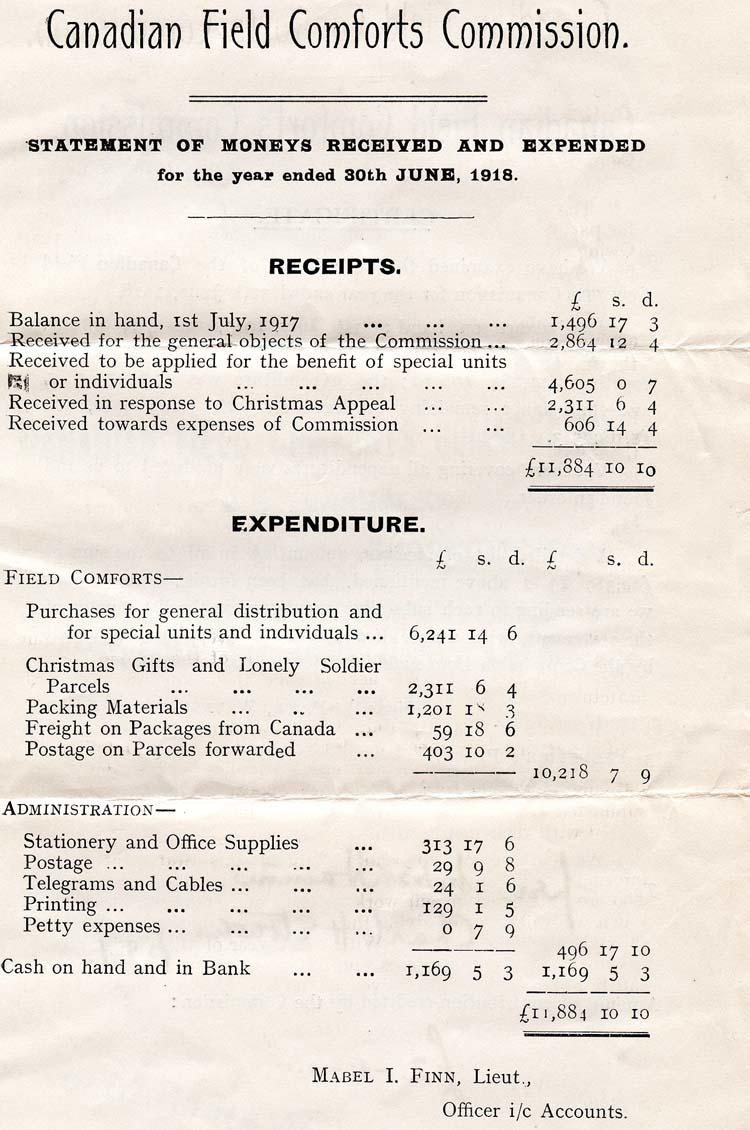 Canadian Field Comforts Commission.
STATEMENT OF MONEYS RECEIVED AND EXPENDED
for the year ended 30th JUNE, 1918.
RECEIPTS.
£ s. d.
Balance in hand, 1st July, 1917 ... ... ... 1,496 17 3
Received for the general objects of the Commission ... 2,864 12 4
Received to be applied for the benefit of special units
or individuals ... ... ... ... ... 4,605 0 7
Received in response to Christmas Appeal ... ... 2,311 6 4
Received towards expenses of Commission ... ... 606 14 4
£11,884 10 10
EXPENDITURE.
£ s. d. £ s. d.
FIELD COMFORTS—
Purchases for general distribution and
for special units and individuals ... 6,241 14 6
Christmas Gifts and Lonely Soldier
Parcels ... ... ... ... 2,311 6 4
Packing Materials ... ... ... 1,201 18 3
Freight on Packages from Canada ... 59 18 6
Postage on Parcels forwarded ... 403 10 2
10,218 7 9
ADMINISTRATION—
Stationery and Office Supplies ... 313 17 6
Postage ... ... ... ... ... 29 9 8
Telegrams and Cables ... ... ... 24 1 6
Printing ... ... ... ... ... 129 1 5
Petty expenses ... ... ... ... 0 7 9
496 17 10
Cash on hand and in Bank ... ... 1,169 5 3 1,169 5 3
£11,884 10 10
MABEL I. FINN, Lieut.,
Officer i/c Accounts.